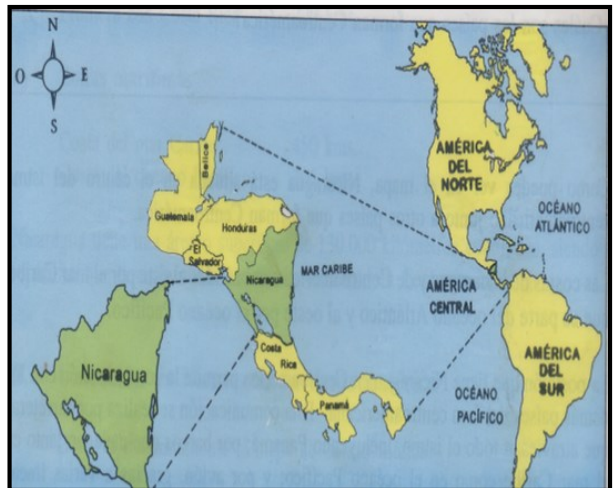 N
O
E
S
Belice
Guatemala
Honduras
El
Salvador
Nicaragua
MAR CARIBE
Costa
Rica
Panamá
Nicaragua
AMÉRICA
DEL
NORTE
OCÉANO
ATLÁNTICO
AMÉRICA
CENTRAL
OCÉANO
PACÍFICO
AMÉRICA
DEL
SUR